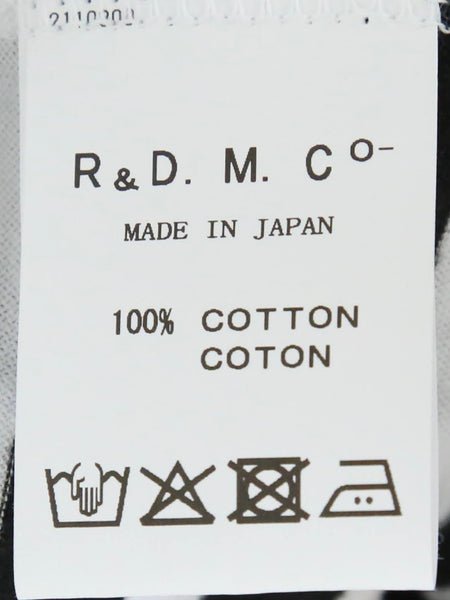 R & D. M. Co-
MADE IN JAPAN
100% COTTON
COTON